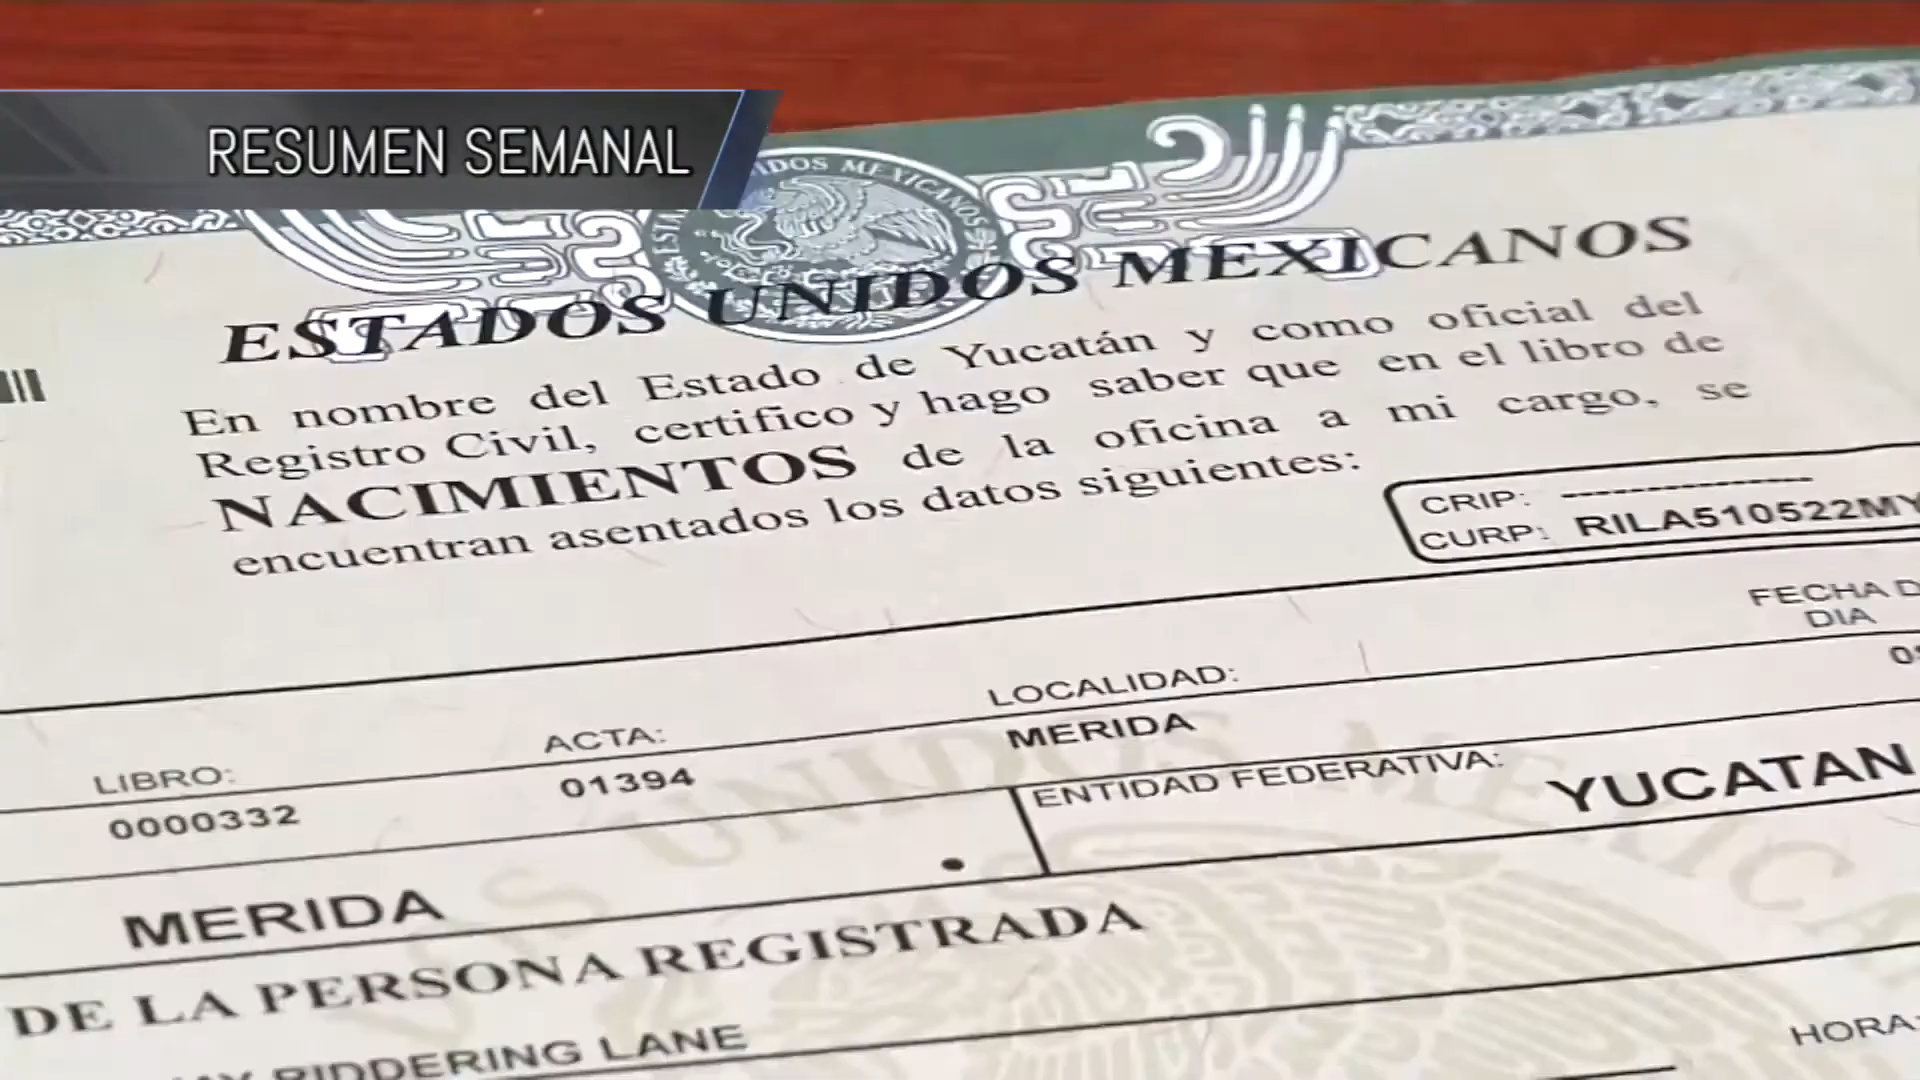 RESUMEN SEMANAL
IDOS MEXICANOS
ESTADOS UNIDOS MEXICANOS
En nombre del Estado de Yucatán y como oficial del
Registro Civil, certifico y hago saber que en el libro de
NACIMIENTOS de la oficina a mi cargo, se
encuentran asentados los datos siguientes:
CRIP: --------------
CURP: RILA510522MY
FECHA D
DIA
LIBRO: ACTA: LOCALIDAD:
0000332 01394 MERIDA
ENTIDAD FEDERATIVA: YUCATAN
MERIDA
DE LA PERSONA REGISTRADA
RIDDERING LANE
HORA: